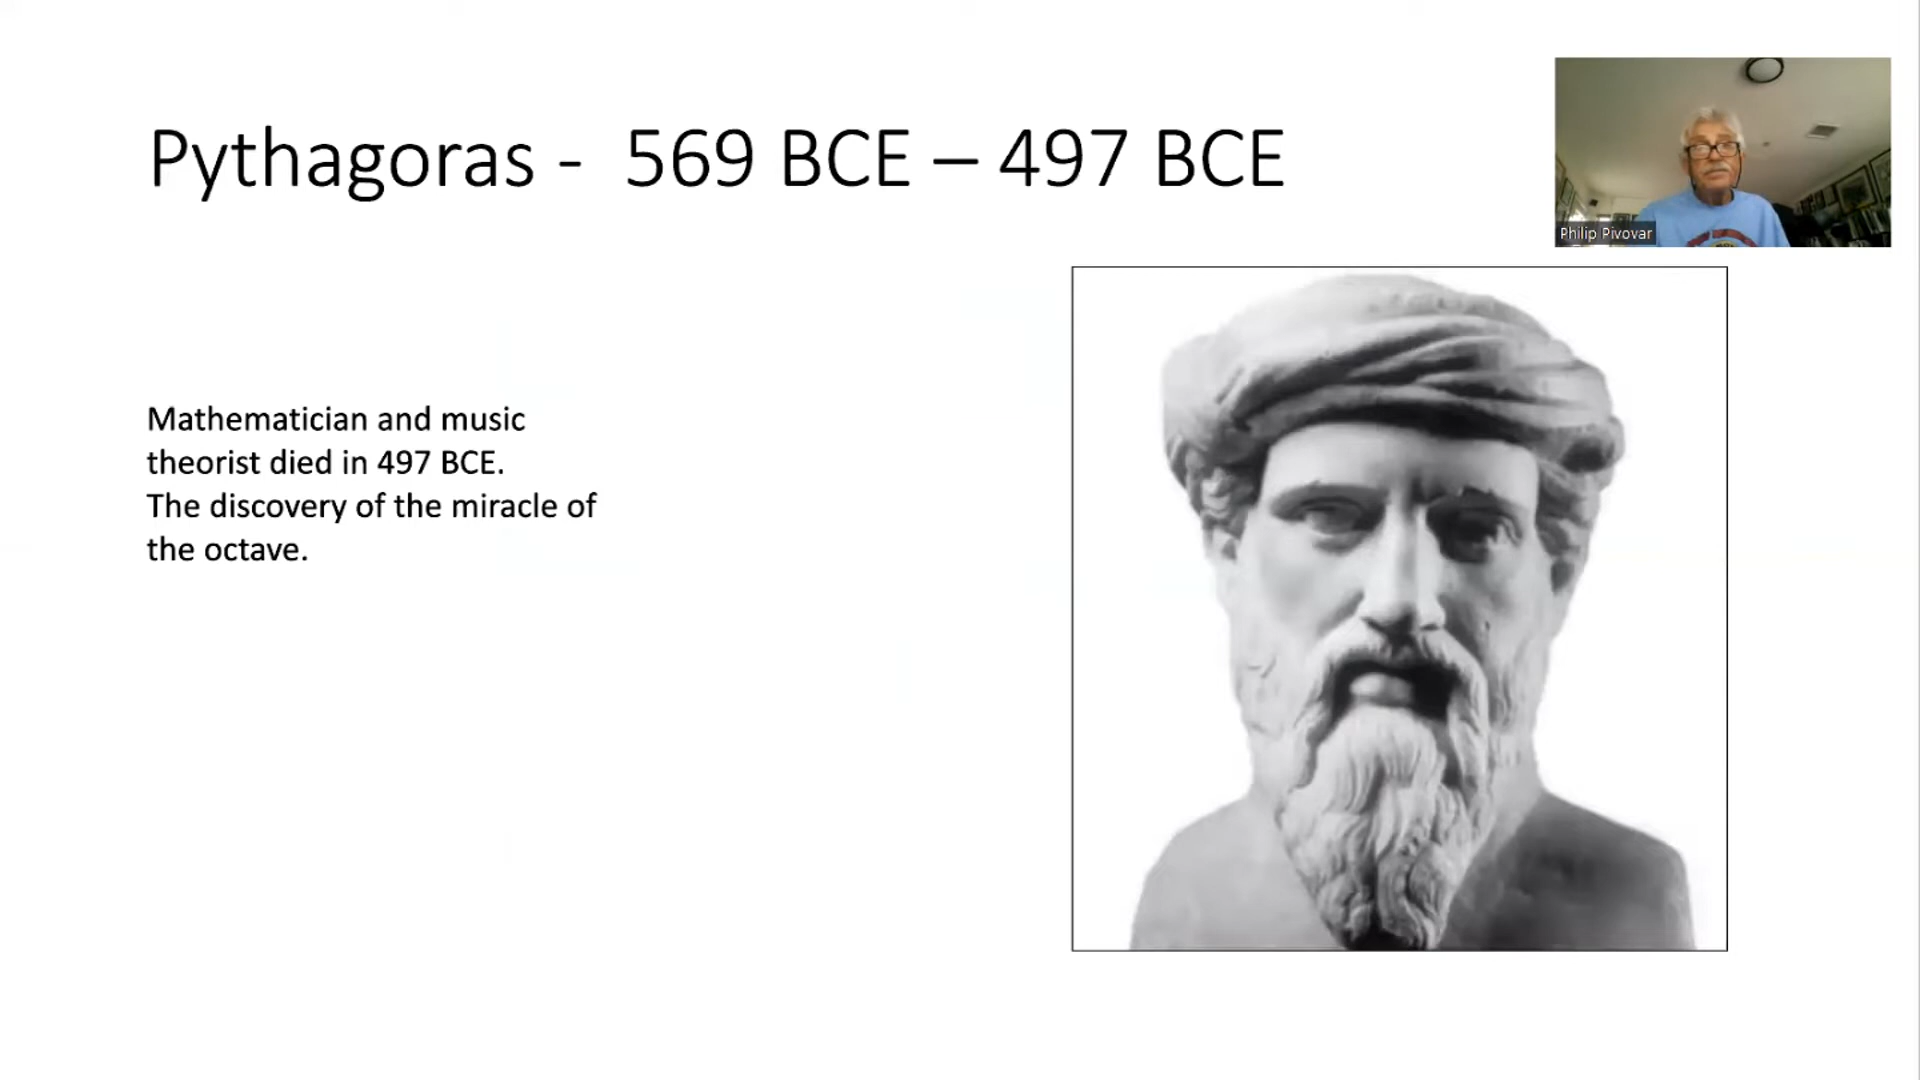 Pythagoras - 569 BCE – 497 BCE
Philip Pivovar
Mathematician and music
theorist died in 497 BCE.
The discovery of the miracle of
the octave.